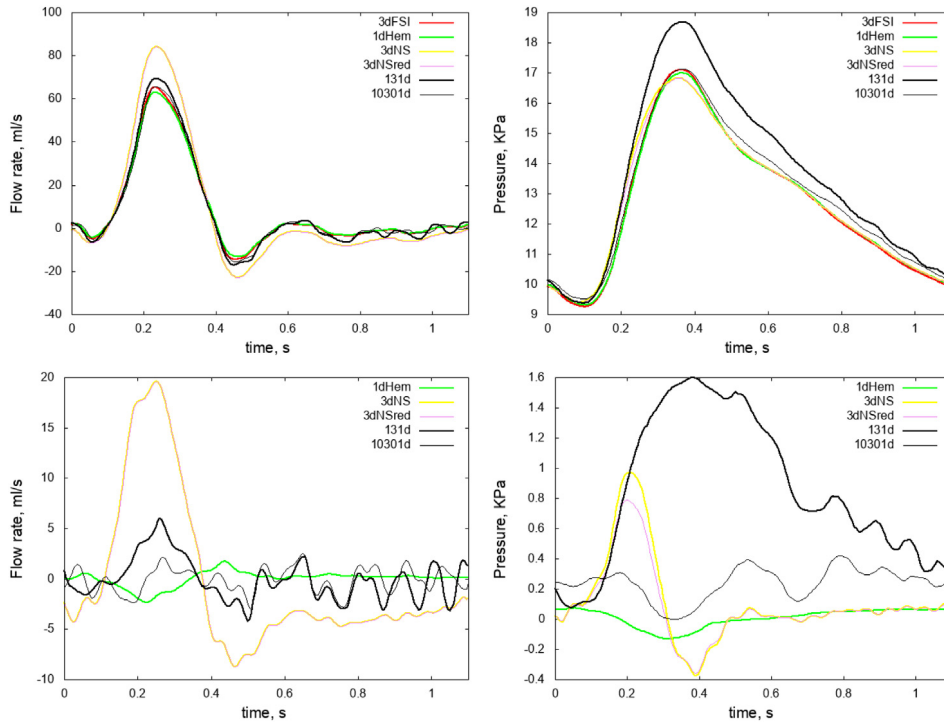 100
80
60
40
20
0
-20
-40
Flow rate, ml/s
0
0.2
0.4
0.6
0.8
1
time, s
3dFSI
1dHem
3dNS
3dNSred
131d
10301d
19
18
17
16
15
14
13
12
11
10
9
Pressure, KPa
0
0.2
0.4
0.6
0.8
1
time, s
3dFSI
1dHem
3dNS
3dNSred
131d
10301d
20
15
10
5
0
-5
-10
Flow rate, ml/s
0
0.2
0.4
0.6
0.8
1
time, s
1dHem
3dNS
3dNSred
131d
10301d
1.6
1.4
1.2
1
0.8
0.6
0.4
0.2
0
-0.2
-0.4
Pressure, KPa
0
0.2
0.4
0.6
0.8
1
time, s
1dHem
3dNS
3dNSred
131d
10301d